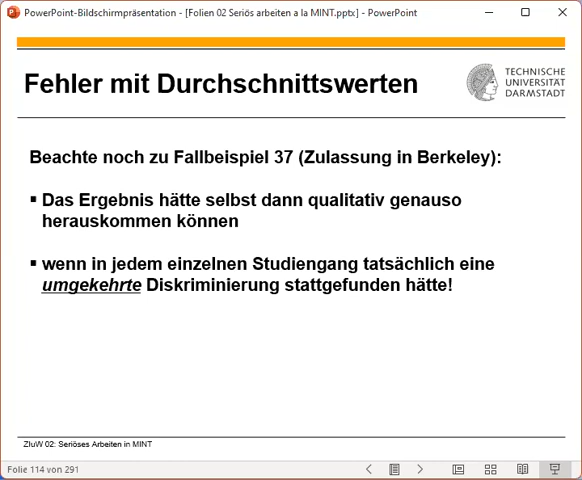 PowerPoint-Bildschirmpräsentation - [Folien 02 Seriös arbeiten a la MINT.pptx] - PowerPoint
Fehler mit Durchschnittswerten
TECHNISCHE
UNIVERSITÄT
DARMSTADT
Beachte noch zu Fallbeispiel 37 (Zulassung in Berkeley):
▪ Das Ergebnis hätte selbst dann qualitativ genauso
herauskommen können
▪ wenn in jedem einzelnen Studiengang tatsächlich eine
umgekehrte Diskriminierung stattgefunden hätte!
ZIuW 02: Seriöses Arbeiten in MINT
Folie 114 von 291